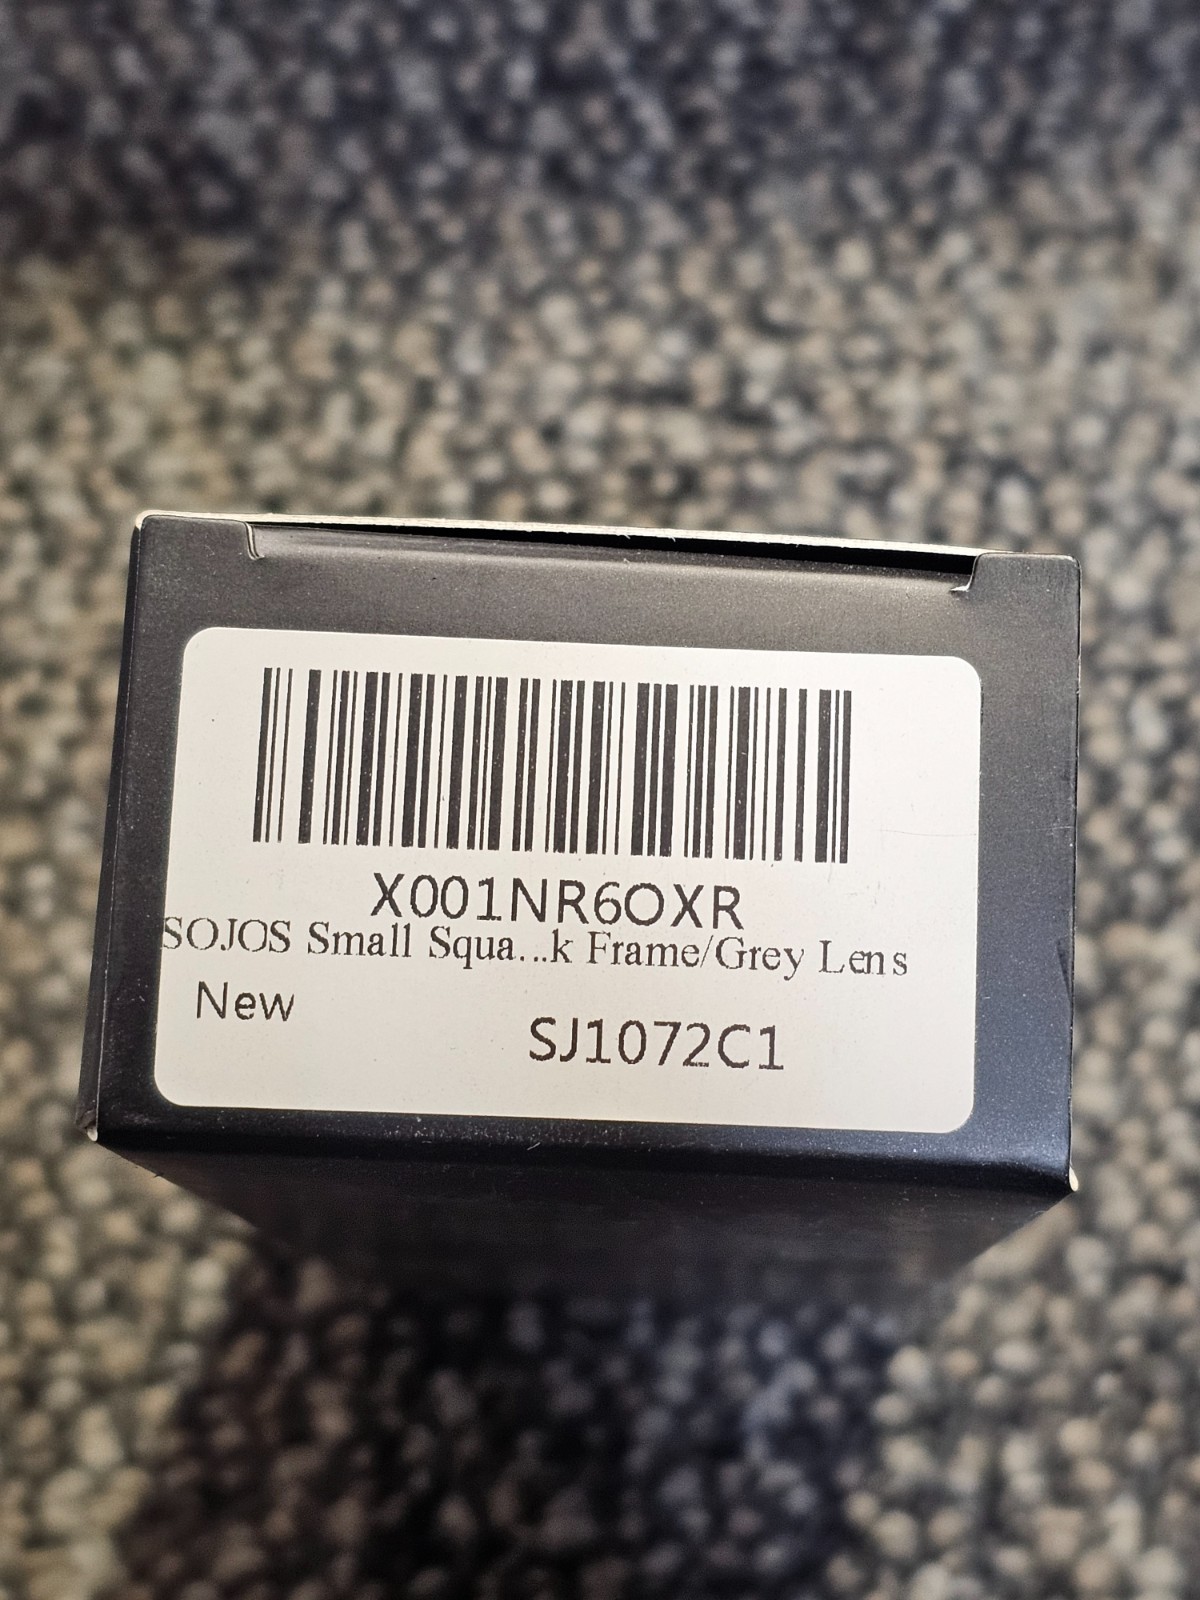 X001NR6OXR
SOJOS Small Squa...k Frame/Grey Lens
New
SJ1072C1